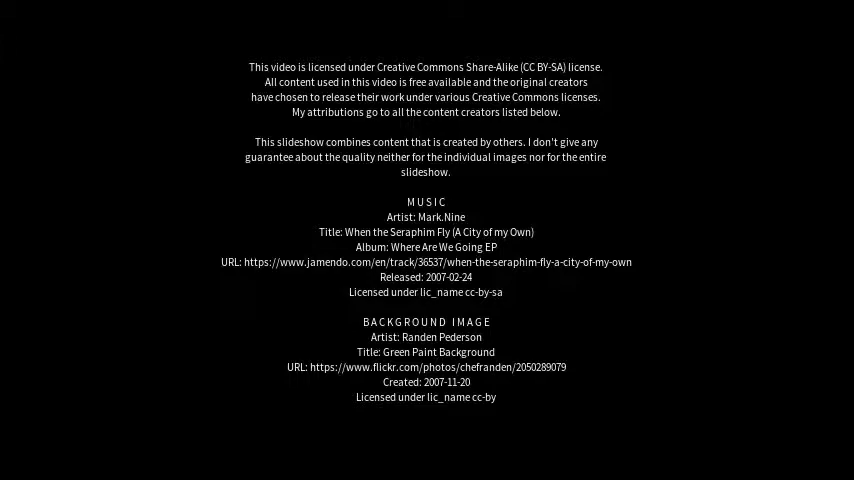 This video is licensed under Creative Commons Share-Alike (CC BY-SA) license.
All content used in this video is free available and the original creators
have chosen to release their work under various Creative Commons licenses.
My attributions go to all the content creators listed below.
This slideshow combines content that is created by others. I don't give any
guarantee about the quality neither for the individual images nor for the entire
slideshow.
MUSIC
Artist: Mark.Nine
Title: When the Seraphim Fly (A City of my Own)
Album: Where Are We Going EP
URL: https://www.jamendo.com/en/track/36537/when-the-seraphim-fly-a-city-of-my-own
Released: 2007-02-24
Licensed under lic_name cc-by-sa
BACKGROUND IMAGE
Artist: Randen Pederson
Title: Green Paint Background
URL: https://www.flickr.com/photos/chefranden/2050289079
Created: 2007-11-20
Licensed under lic_name cc-by